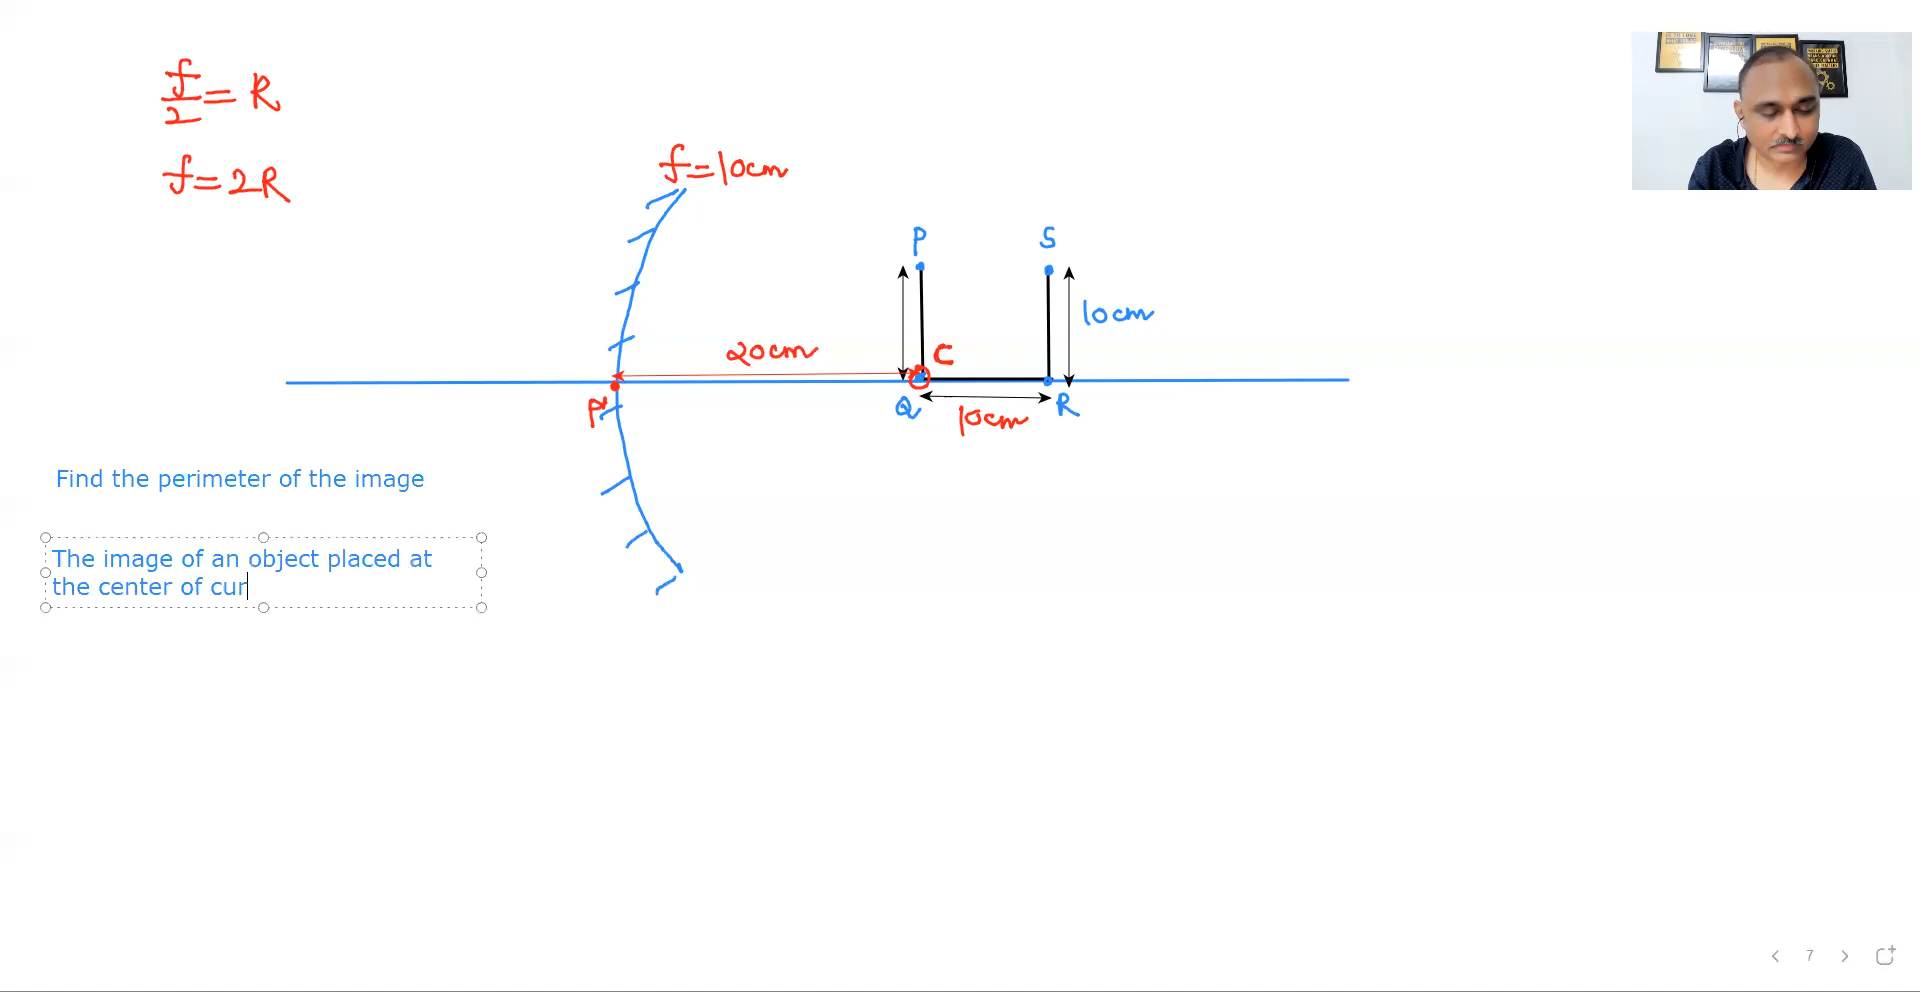 f/2 = R
f = 2R
f = 10cm
P S
10cm
20cm C
P'
Q 10cm R
Find the perimeter of the image
The image of an object placed at
the center of cur
7